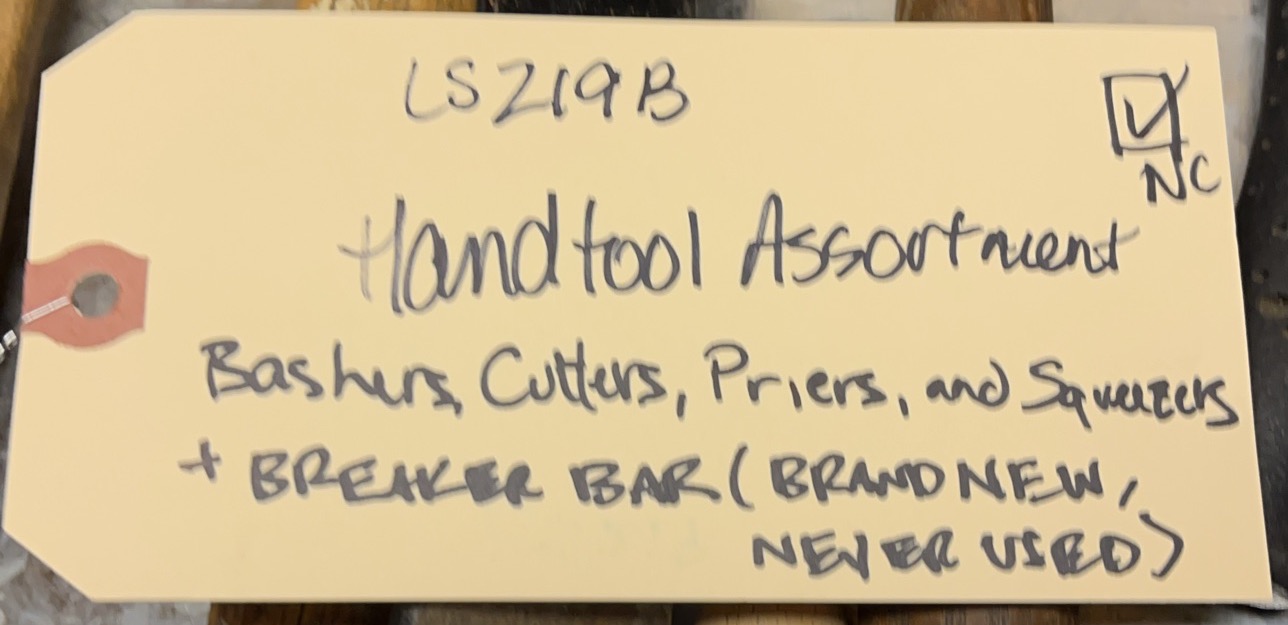 LS219B
NC
Handtool Assortment
Bashers, Cutters, Priers, and Squeezers
+ BREAKER BAR (BRAND NEW,
NEVER USED)